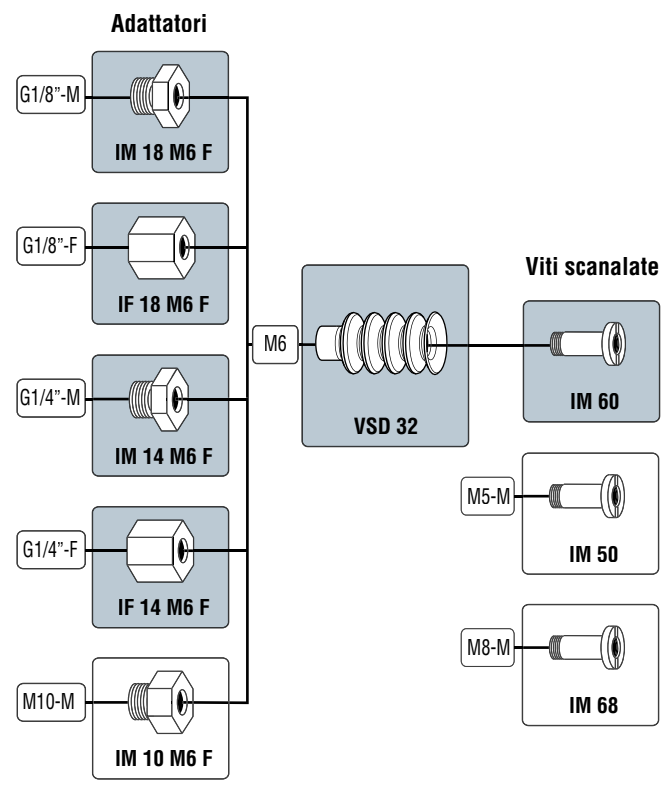 Adattatori
G1/8”-M
IM 18 M6 F
G1/8”-F
IF 18 M6 F
G1/4”-M
IM 14 M6 F
G1/4”-F
IF 14 M6 F
M10-M
IM 10 M6 F
M6
VSD 32
Viti scanalate
IM 60
M5-M
IM 50
M8-M
IM 68